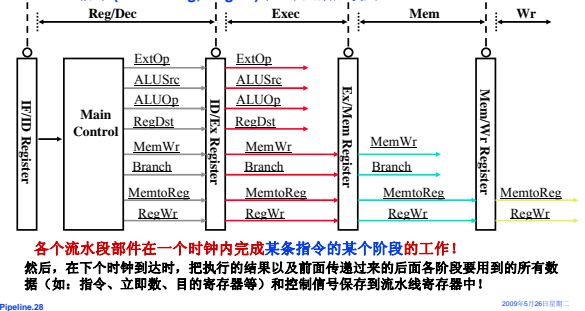 Reg/Dec Exec Mem Wr
ExtOp ExtOp
ALUSrc ALUSrc
ALUOp ALUOp
RegDst RegDst
MemWr MemWr MemWr
Branch Branch Branch
MemtoReg MemtoReg MemtoReg MemtoReg
RegWr RegWr RegWr RegWr
IF/ID Register
Main
Control
ID/Ex Register
Ex/Mem Register
Mem/Wr Register
各个流水段部件在一个时钟内完成某条指令的某个阶段的工作！
然后，在下个时钟到达时，把执行的结果以及前面传递过来的后面各阶段要用到的所有数
据（如：指令、立即数、目的寄存器等）和控制信号保存到流水线寄存器中！
Pipeline.28
2009年5月26日星期二